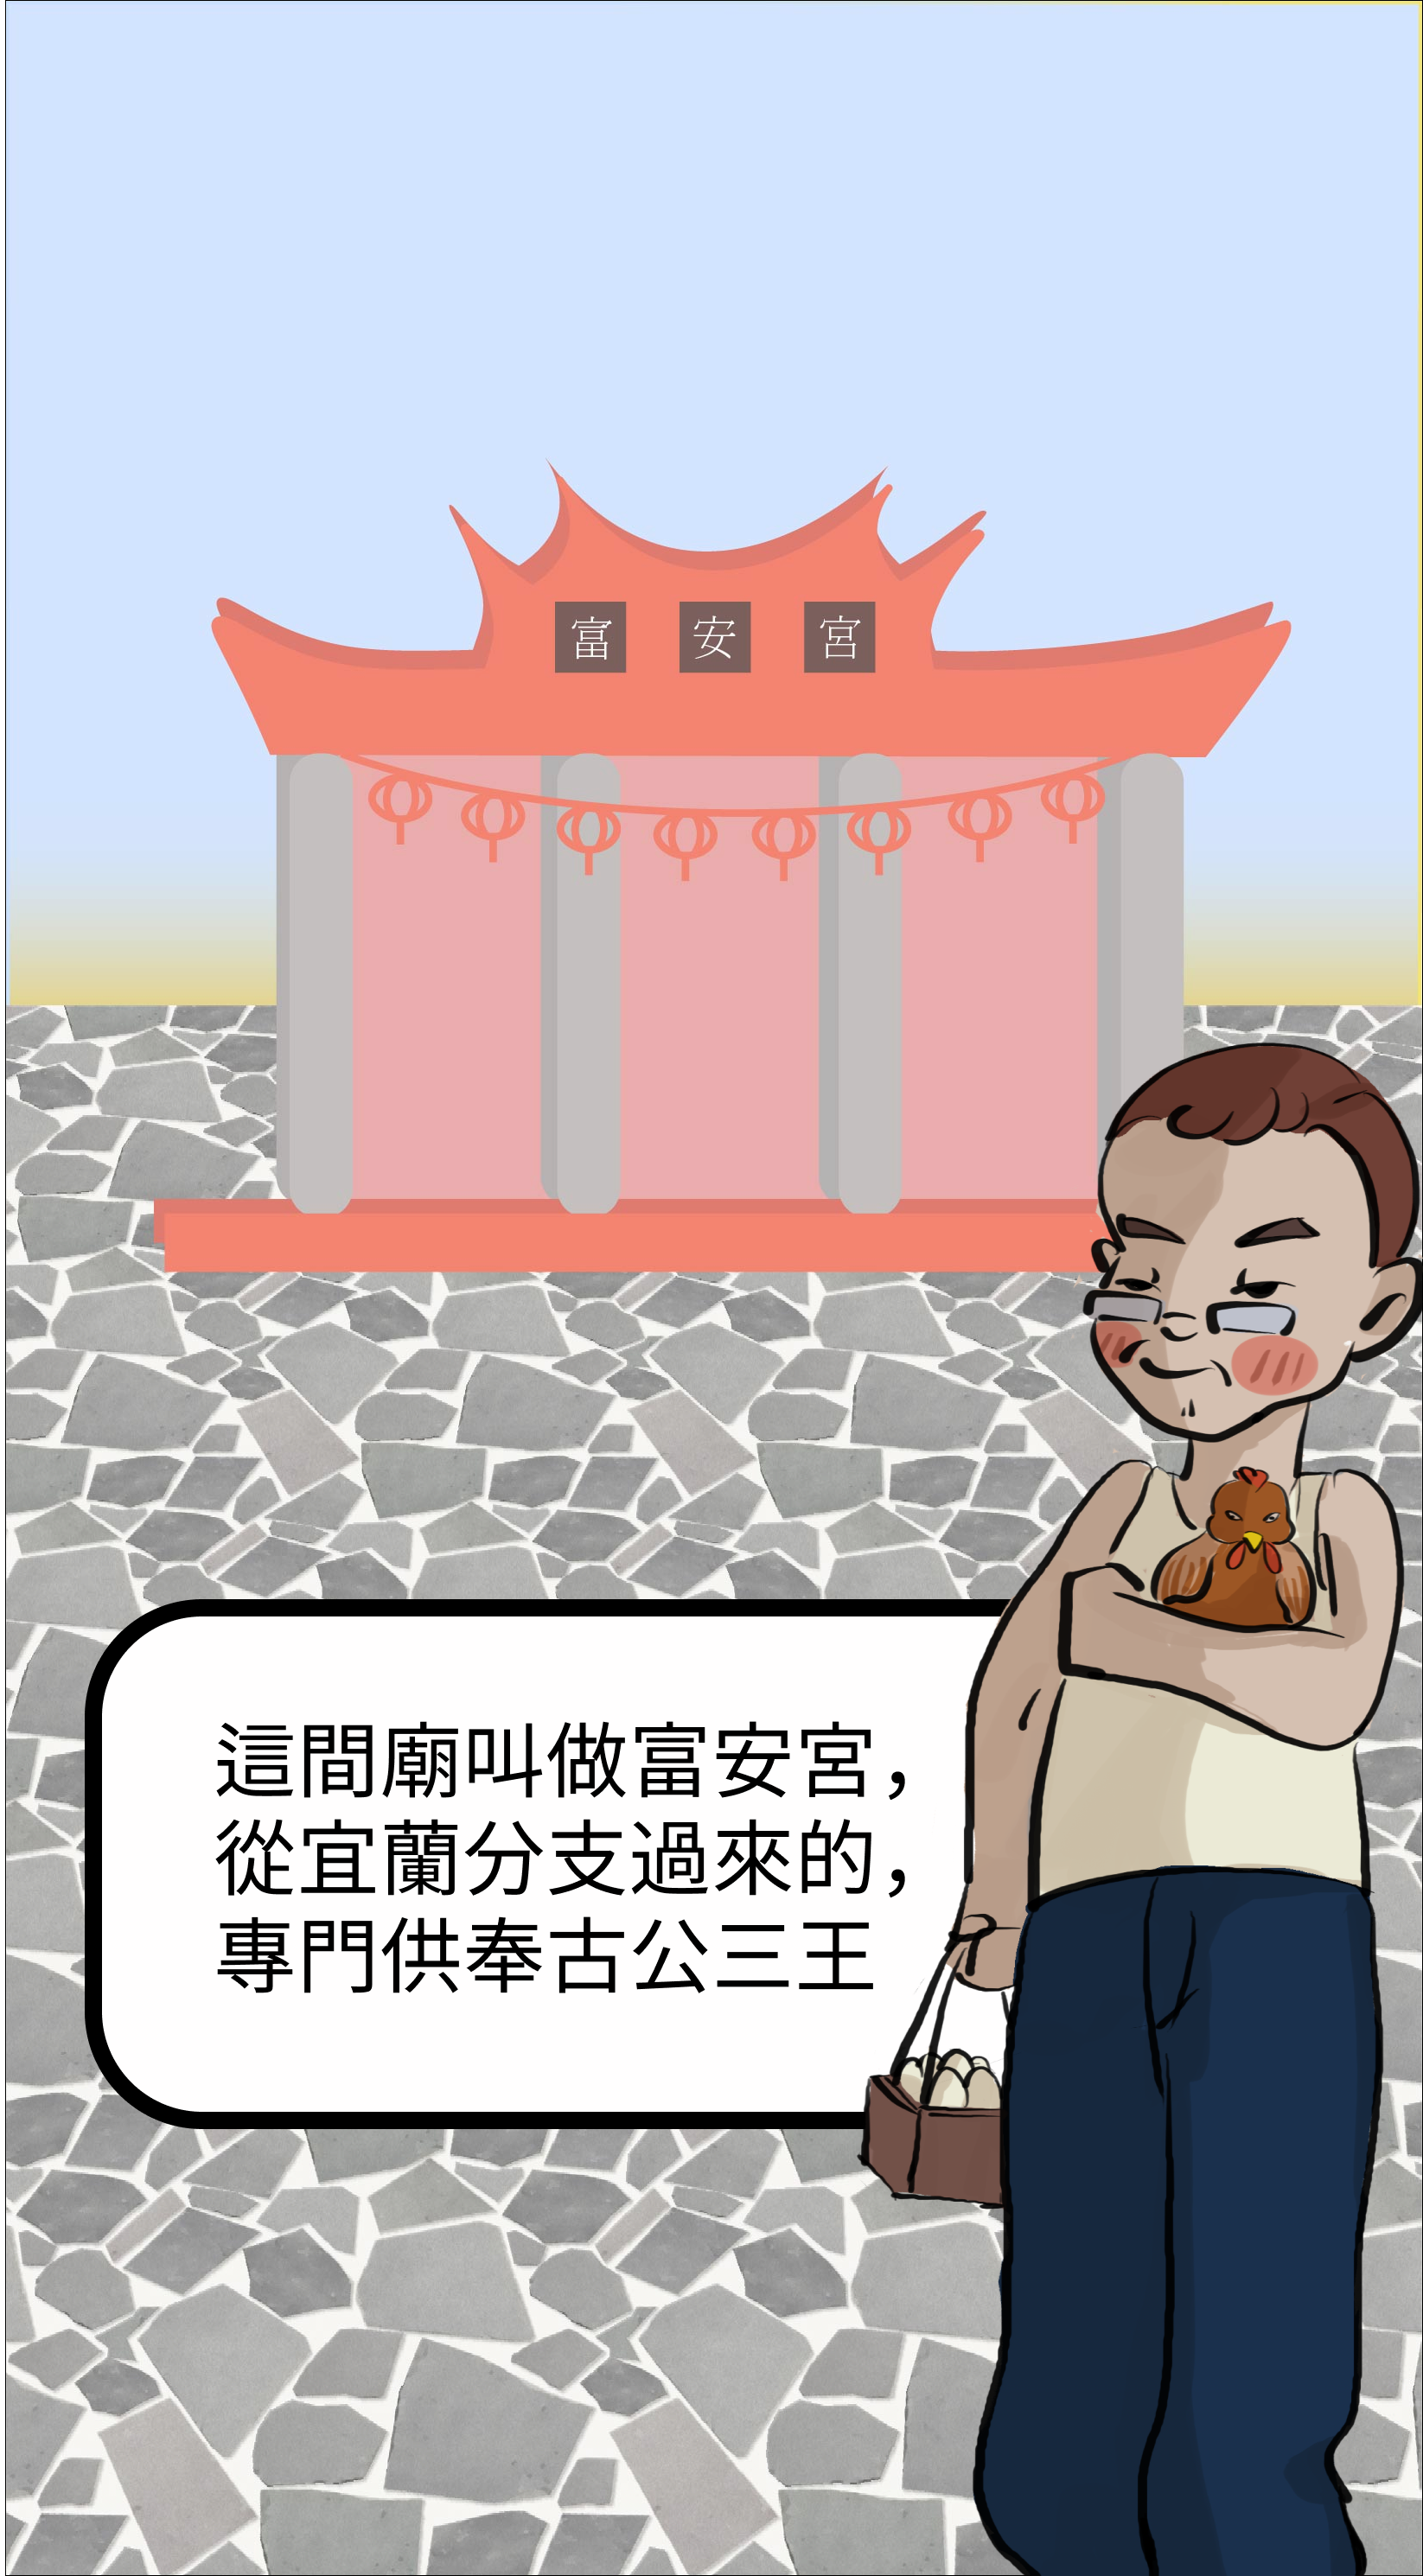 富安宮
這間廟叫做富安宮，
從宜蘭分支過來的，
專門供奉古公三王